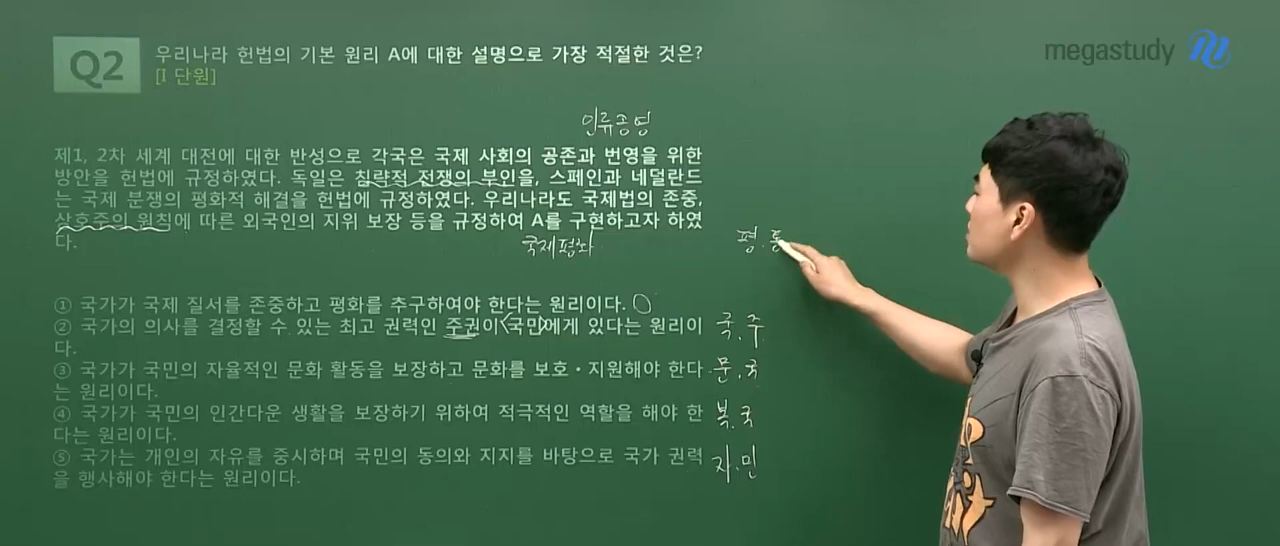 Q2
우리나라 헌법의 기본 원리 A에 대한 설명으로 가장 적절한 것은?
[I 단원]
megastudy
인류공영
제1, 2차 세계 대전에 대한 반성으로 각국은 국제 사회의 공존과 번영을 위한
방안을 헌법에 규정하였다. 독일은 침략적 전쟁의 부인을, 스페인과 네덜란드
는 국제 분쟁의 평화적 해결을 헌법에 규정하였다. 우리나라도 국제법의 존중,
상호주의 원칙에 따른 외국인의 지위 보장 등을 규정하여 A를 구현하고자 하였
다.
국제평화
평.통
① 국가가 국제 질서를 존중하고 평화를 추구하여야 한다는 원리이다.
② 국가의 의사를 결정할 수 있는 최고 권력인 주권이 국민에게 있다는 원리이
다.
국.주
③ 국가가 국민의 자율적인 문화 활동을 보장하고 문화를 보호·지원해야 한다
는 원리이다.
문.국
④ 국가가 국민의 인간다운 생활을 보장하기 위하여 적극적인 역할을 해야 한
다는 원리이다.
복.국
⑤ 국가는 개인의 자유를 중시하며 국민의 동의와 지지를 바탕으로 국가 권력
을 행사해야 한다는 원리이다.
자.민